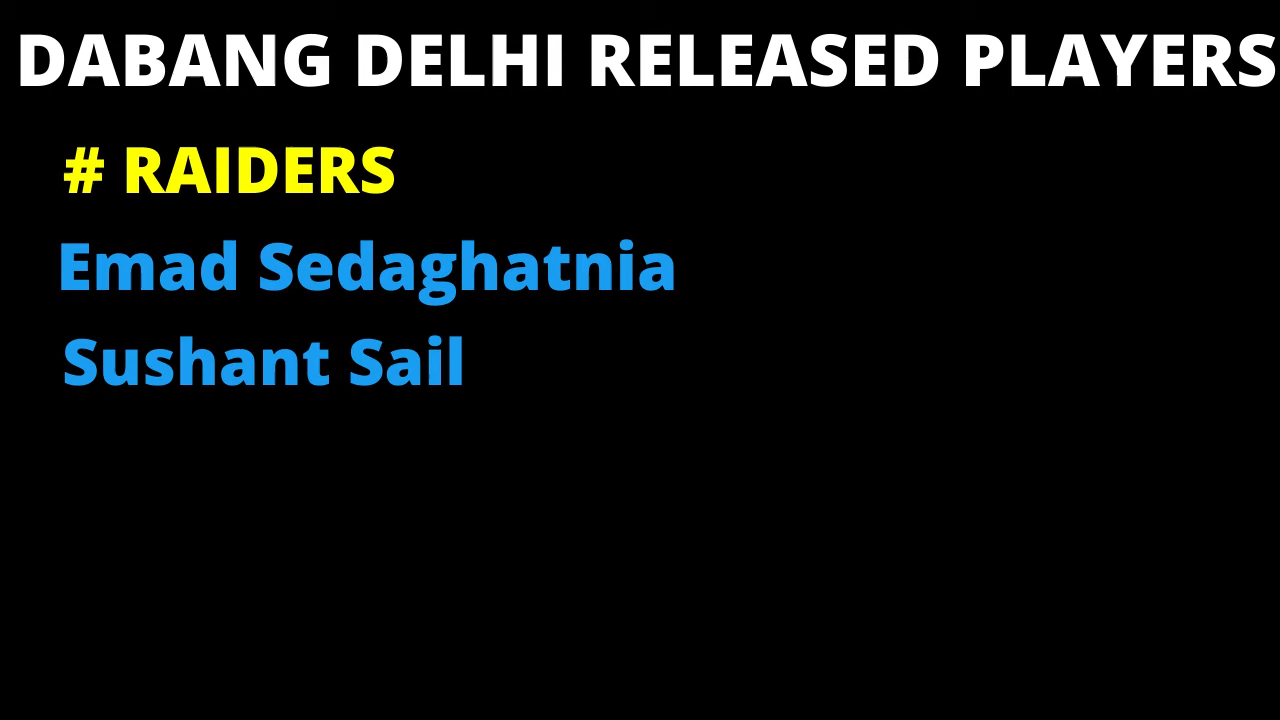 DABANG DELHI RELEASED PLAYERS
# RAIDERS
Emad Sedaghatnia
Sushant Sail